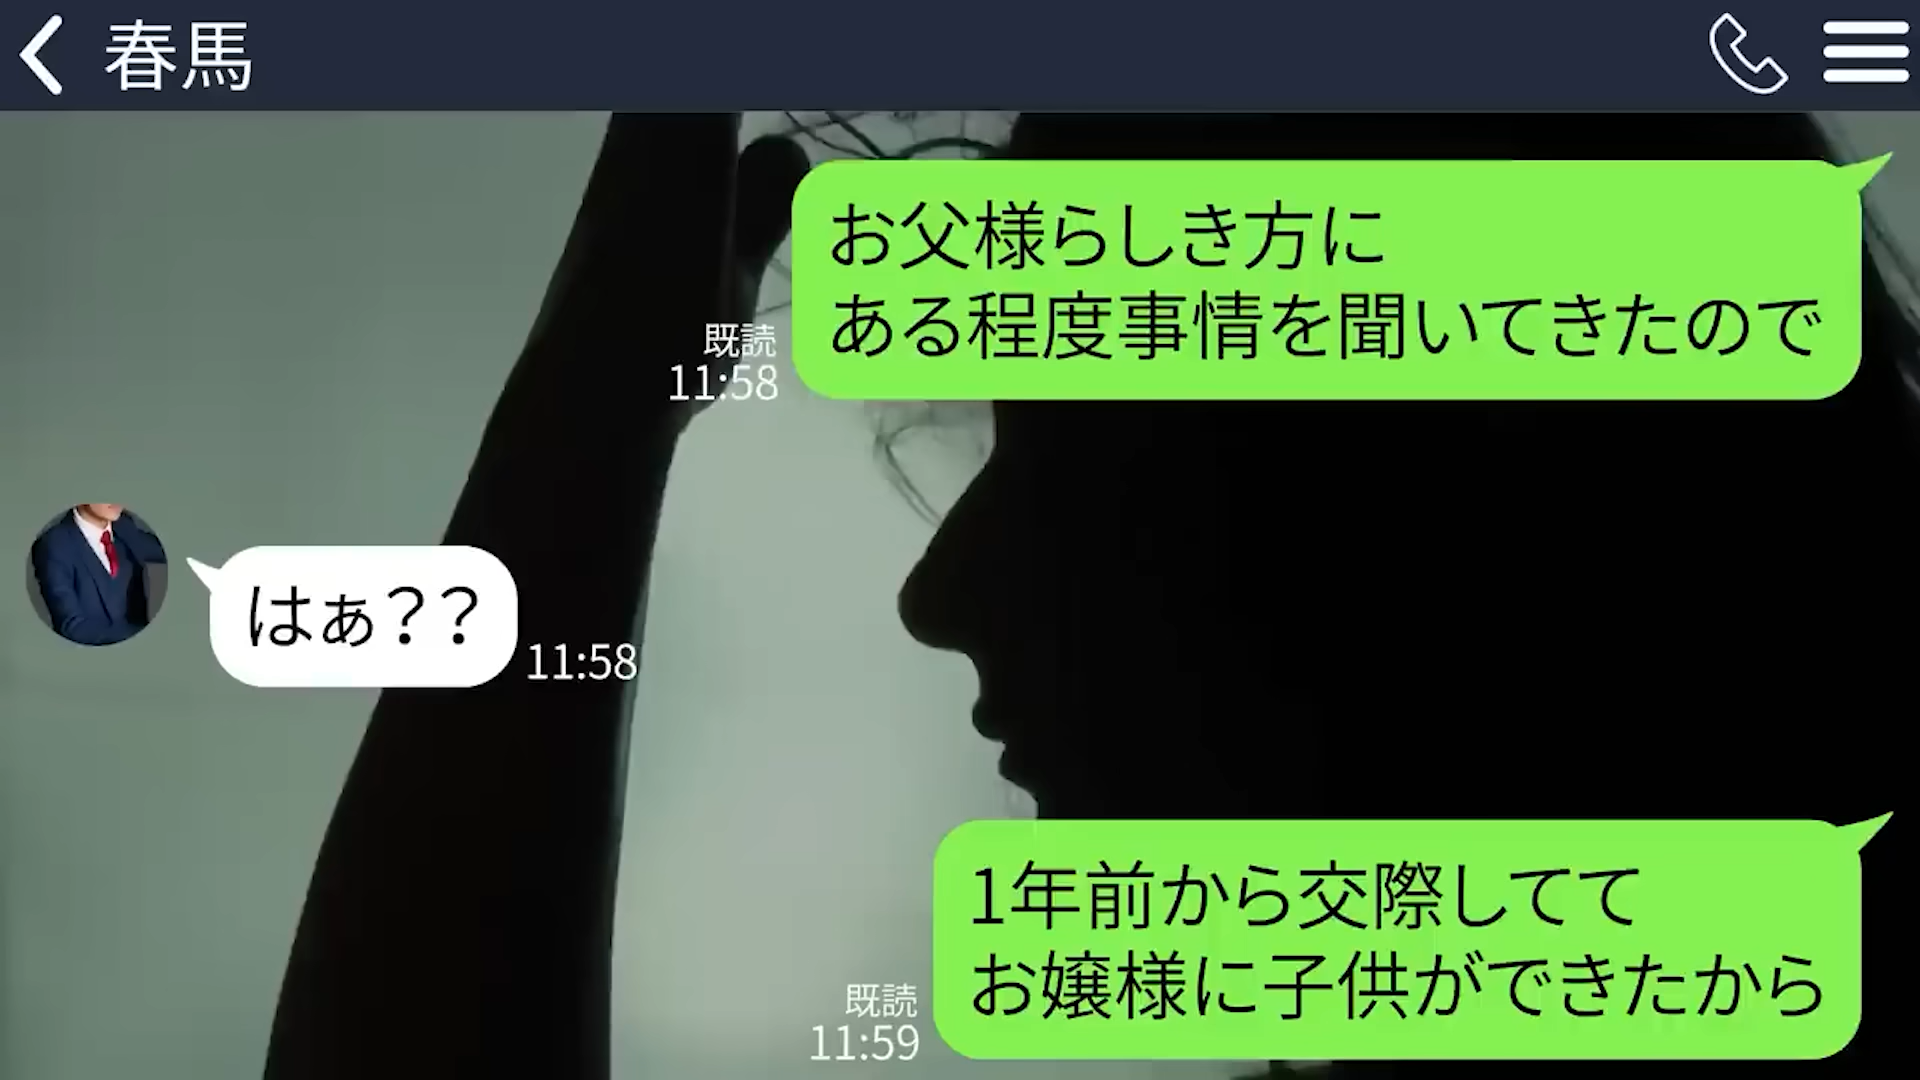 春馬
お父様らしき方に
ある程度事情を聞いてきたので
既読
11:58
はぁ？？
11:58
1年前から交際してて
お嬢様に子供ができたから
既読
11:59